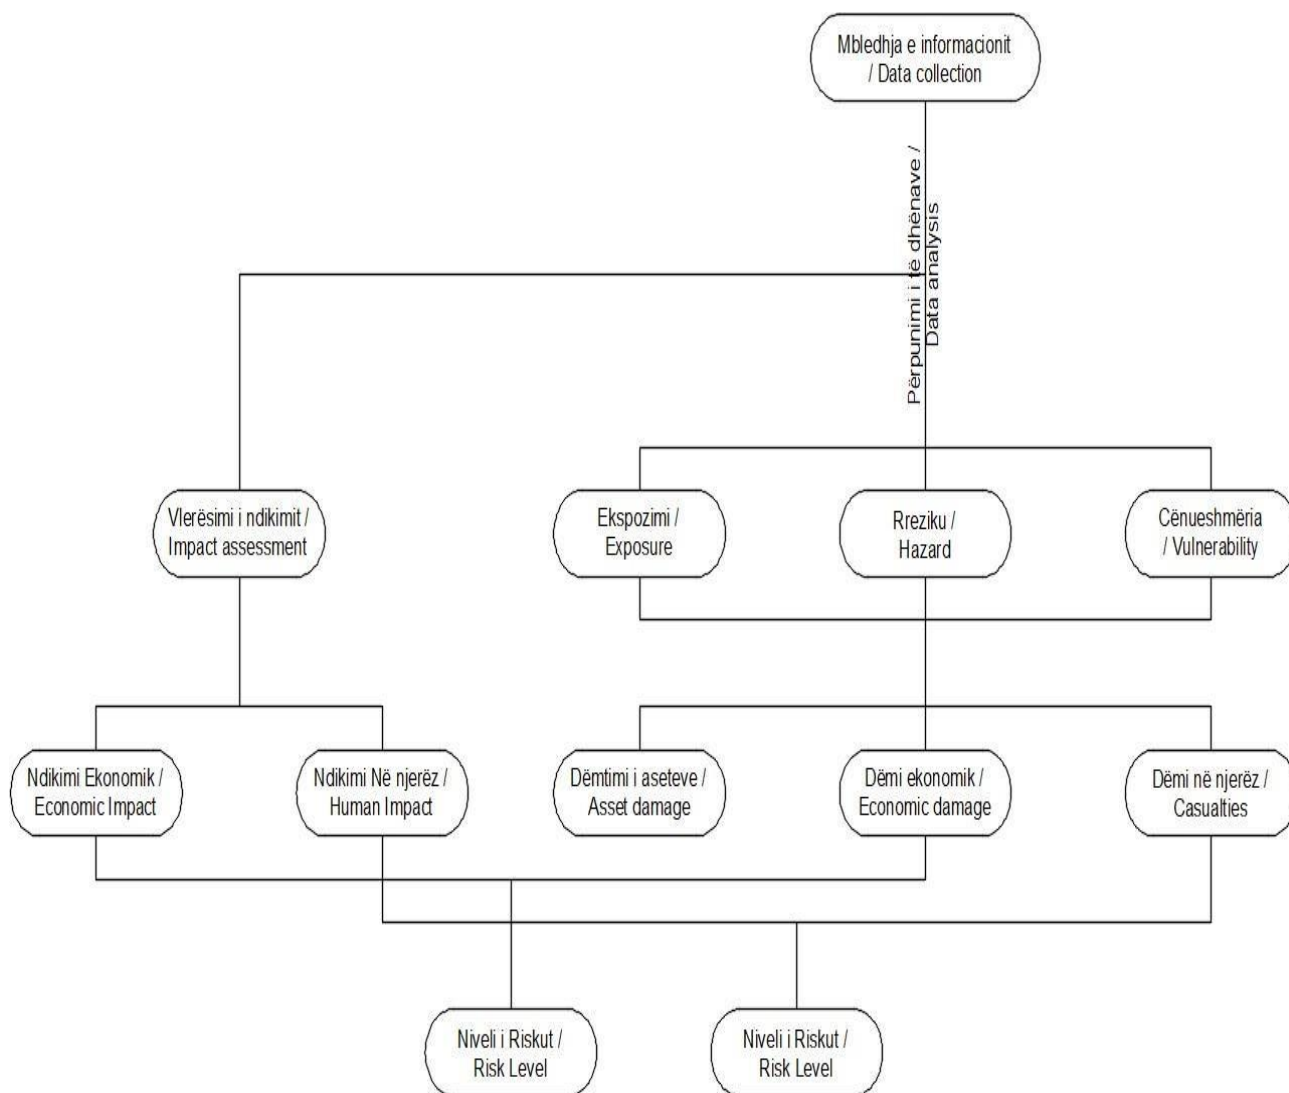 Mbledhja e informacionit
/ Data collection
Përpunimi i të dhënave /
Data analysis
Vlerësimi i ndikimit /
Impact assessment
Ekspozimi /
Exposure
Rreziku /
Hazard
Cënueshmëria
/ Vulnerability
Ndikimi Ekonomik /
Economic Impact
Ndikimi Në njerëz /
Human Impact
Dëmtimi i aseteve /
Asset damage
Dëmi ekonomik /
Economic damage
Dëmi në njerëz /
Casualties
Niveli i Riskut /
Risk Level
Niveli i Riskut /
Risk Level